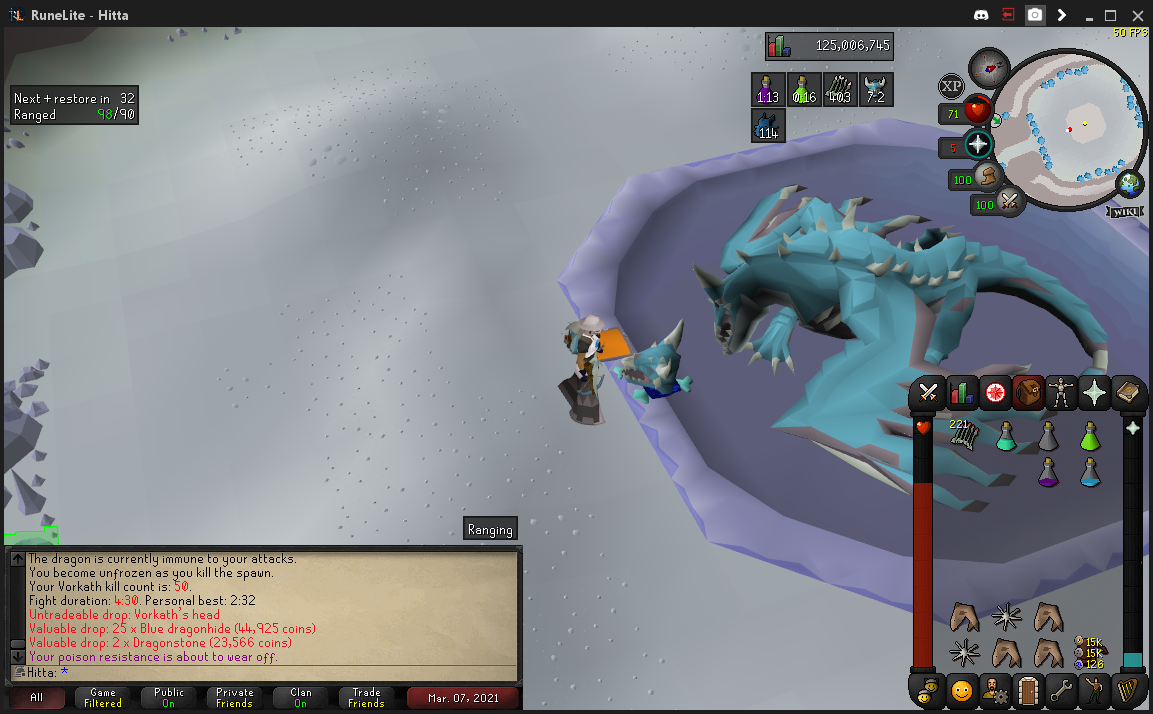 RuneLite - Hitta
50 FPS
125,006,745
Next + restore in 32
Ranged 98/90
1:13
0:16
403
7-2
114
XP
71
5
100
100
WIKI
221
Ranging
The dragon is currently immune to your attacks.
You become unfrozen as you kill the spawn.
Your Vorkath kill count is: 50.
Fight duration: 4:30. Personal best: 2:32
Untradeable drop: Vorkath's head
Valuable drop: 25 x Blue dragonhide (44,925 coins)
Valuable drop: 2 x Dragonstone (23,566 coins)
Your poison resistance is about to wear off.
Hitta: *
15K
15K
126
All
Game
Filtered
Public
On
Private
Friends
Clan
On
Trade
Friends
Mar. 07, 2021